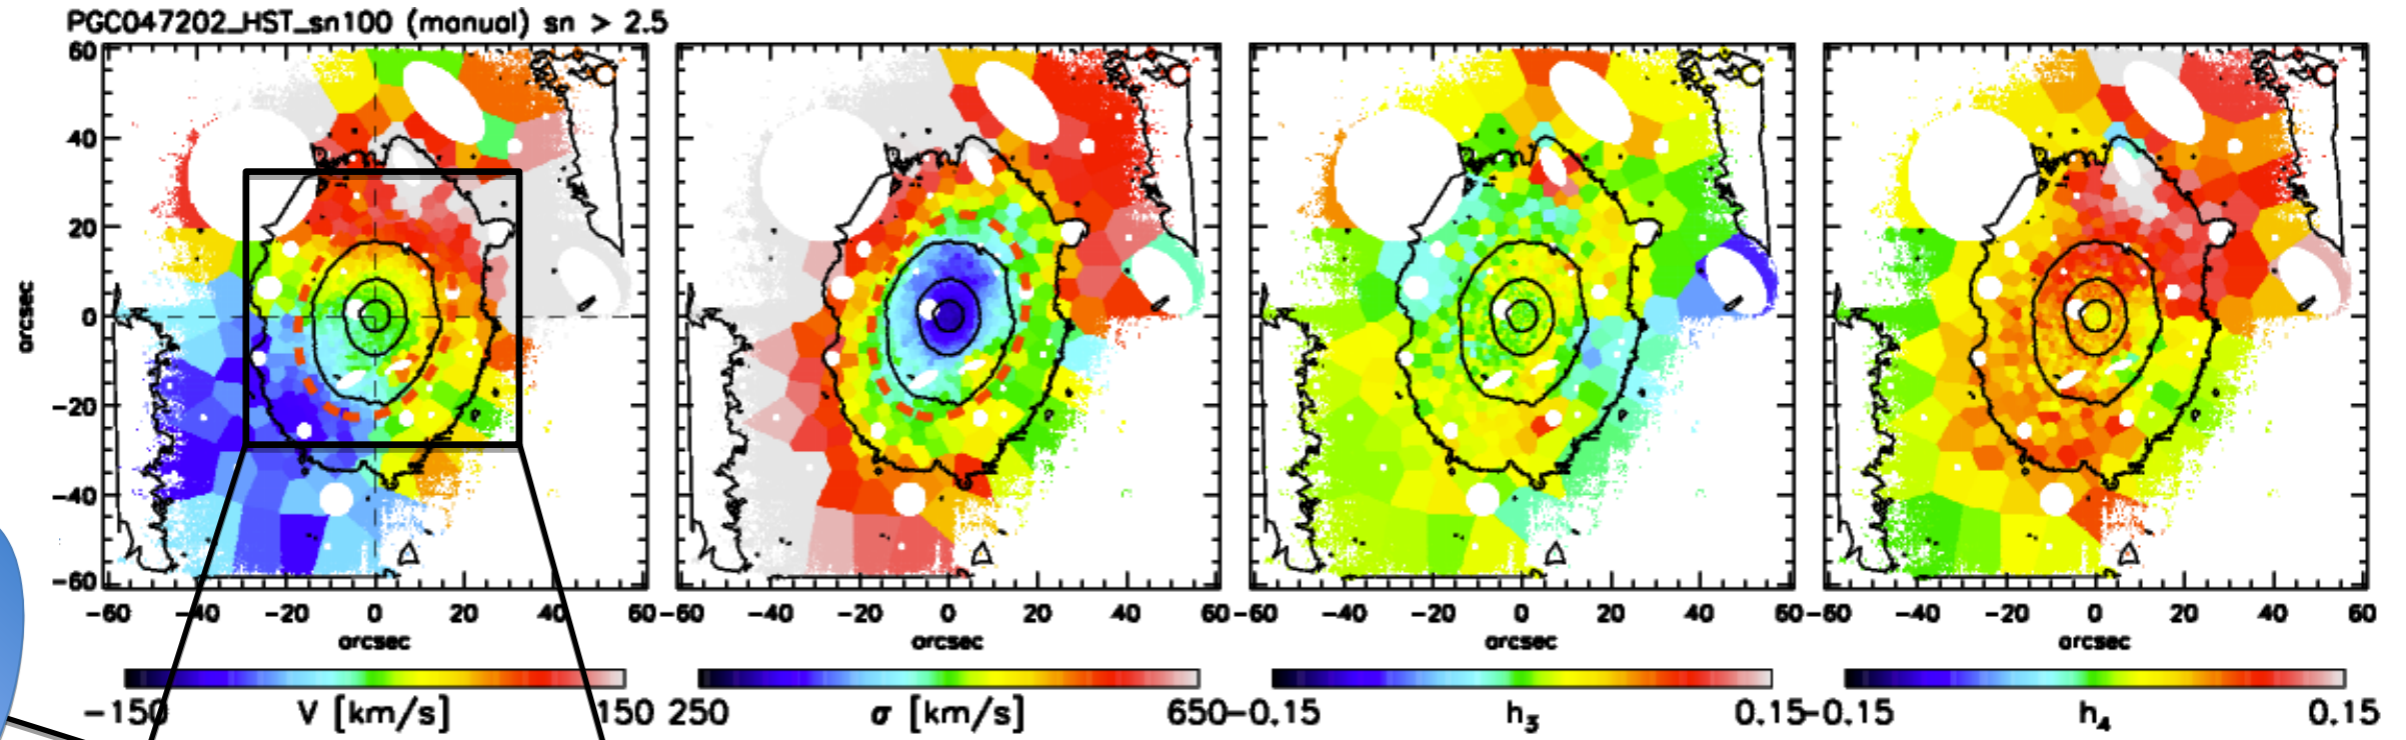 PGC047202_HST_sn100 (manual) sn > 2.5
60
40
20
0
−20
−40
−60
arcsec
−60 −40 −20 0 20 40 60 −60 −40 −20 0 20 40 60 −60 −40 −20 0 20 40 60 −60 −40 −20 0 20 40 60
arcsec arcsec arcsec arcsec
−150 V [km/s] 150 250 σ [km/s] 650 −0.15 h₃ 0.15 −0.15 h₄ 0.15